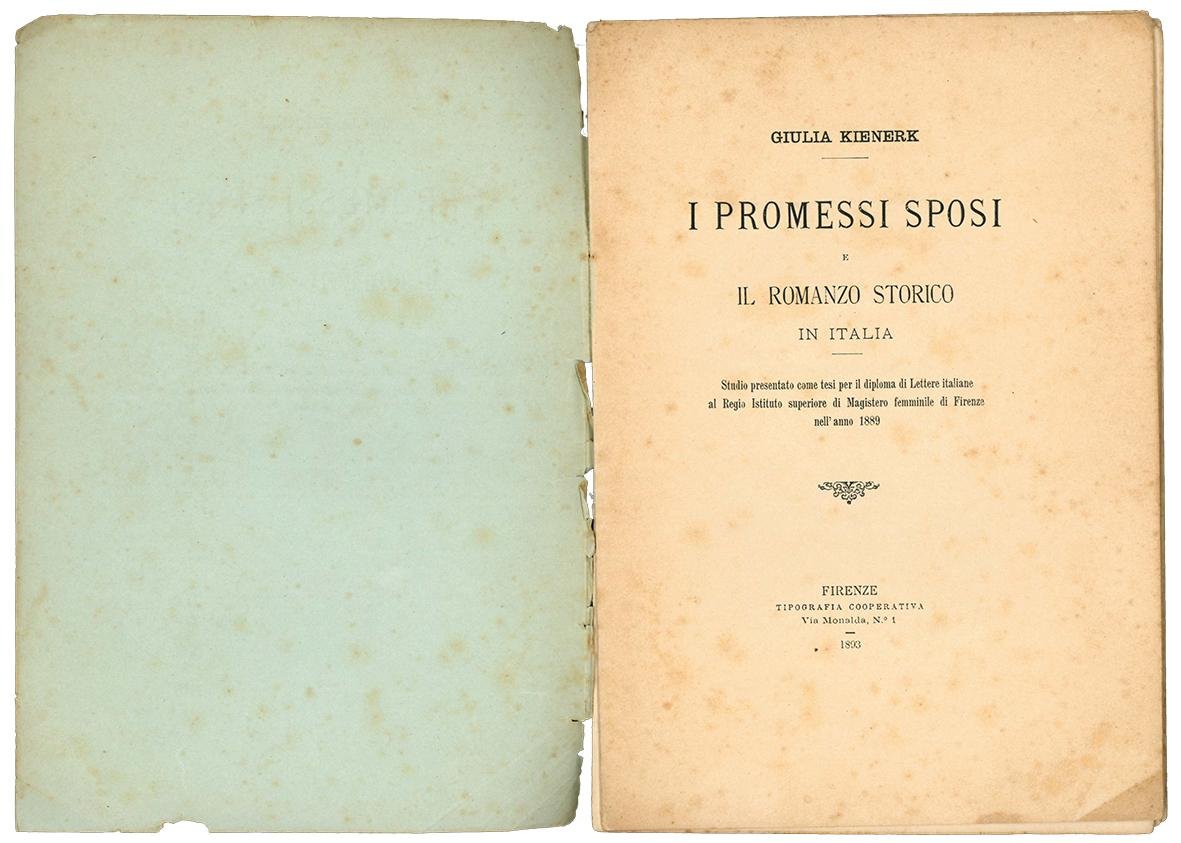 GIULIA KIENERK
I PROMESSI SPOSI
E
IL ROMANZO STORICO
IN ITALIA
Studio presentato come tesi per il diploma di Lettere italiane
al Regio Istituto superiore di Magistero femminile di Firenze
nell'anno 1889
FIRENZE
TIPOGRAFIA COOPERATIVA
Via Monalda, N.º 1
1893